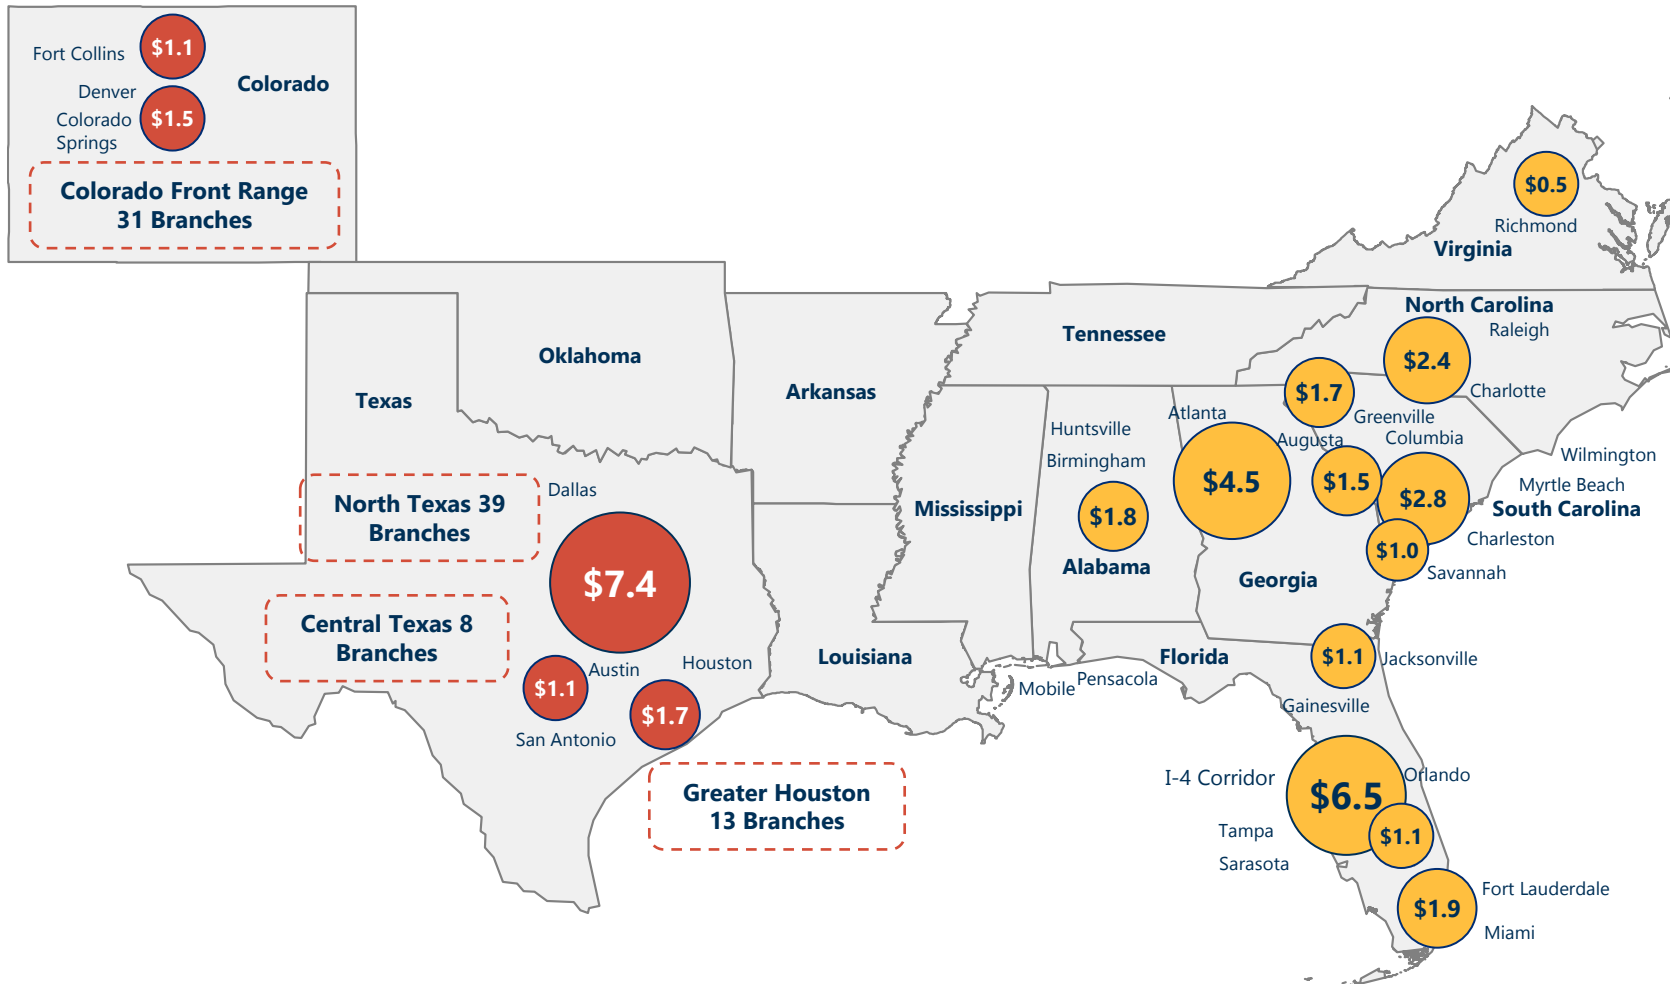 Fort Collins
$1.1
Colorado
Denver
Colorado
Springs
$1.5
Colorado Front Range
31 Branches
$0.5
Richmond
Virginia
North Carolina
Raleigh
$2.4
Charlotte
Tennessee
Oklahoma
Arkansas
Texas
$1.7
Greenville
Columbia
Atlanta
Augusta
Huntsville
Birmingham
Wilmington
Myrtle Beach
South Carolina
$4.5
$1.5
$2.8
Charleston
$1.0
Savannah
Mississippi
$1.8
Alabama
Georgia
Dallas
North Texas 39
Branches
$7.4
Central Texas 8
Branches
Austin
Houston
$1.1
$1.7
San Antonio
Louisiana
Greater Houston
13 Branches
Mobile
Pensacola
Florida
$1.1
Jacksonville
Gainesville
I-4 Corridor
$6.5
Orlando
Tampa
$1.1
Sarasota
Fort Lauderdale
$1.9
Miami